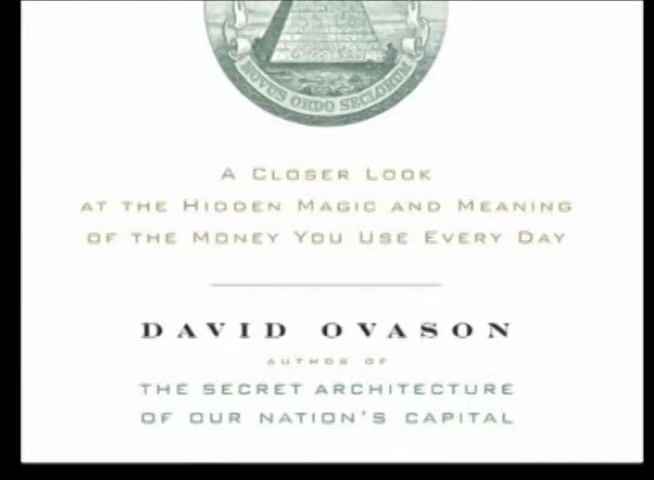 NOVUS ORDO SECLORUM
A CLOSER LOOK
AT THE HIDDEN MAGIC AND MEANING
OF THE MONEY YOU USE EVERY DAY
DAVID OVASON
AUTHOR OF
THE SECRET ARCHITECTURE
OF OUR NATION'S CAPITAL